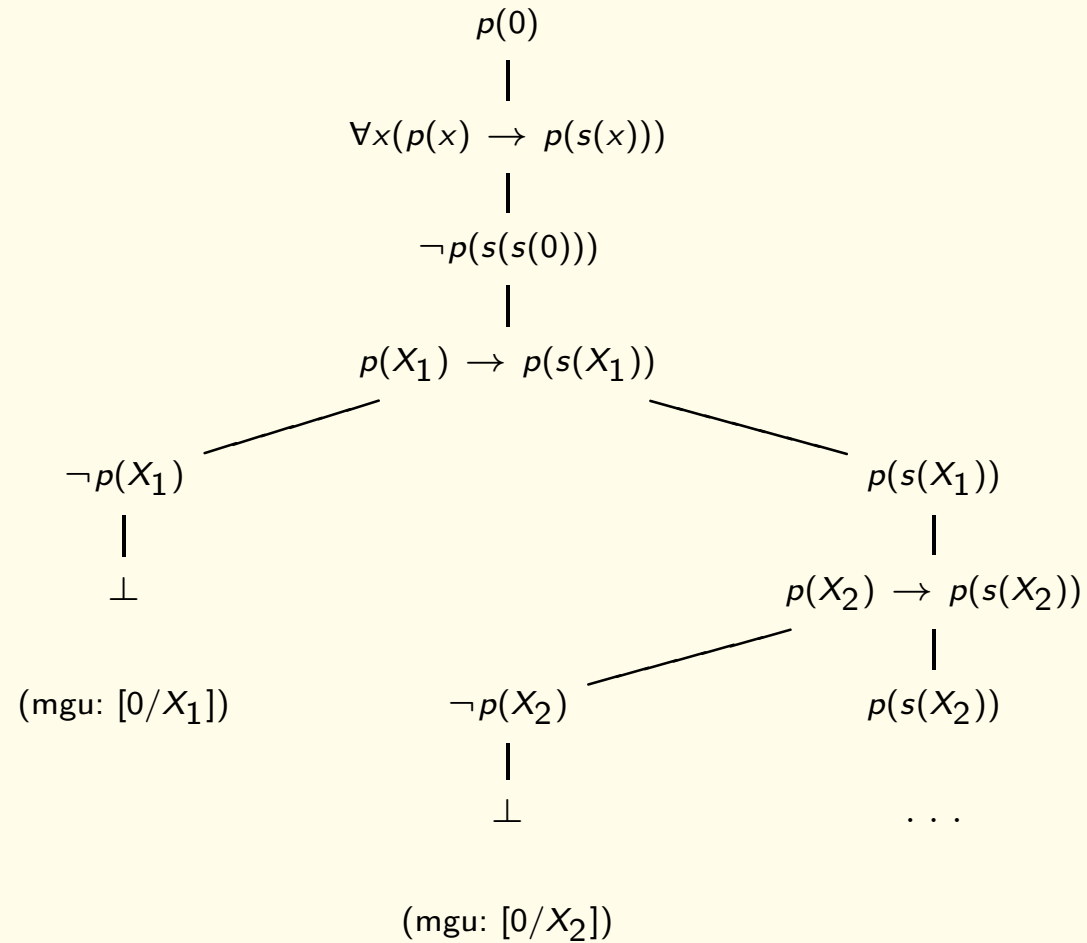 p(0)
∀x(p(x) → p(s(x)))
¬p(s(s(0)))
p(X₁) → p(s(X₁))
¬p(X₁) p(s(X₁))
⊥ p(X₂) → p(s(X₂))
(mgu: [0/X₁]) ¬p(X₂) p(s(X₂))
⊥ . . .
(mgu: [0/X₂])